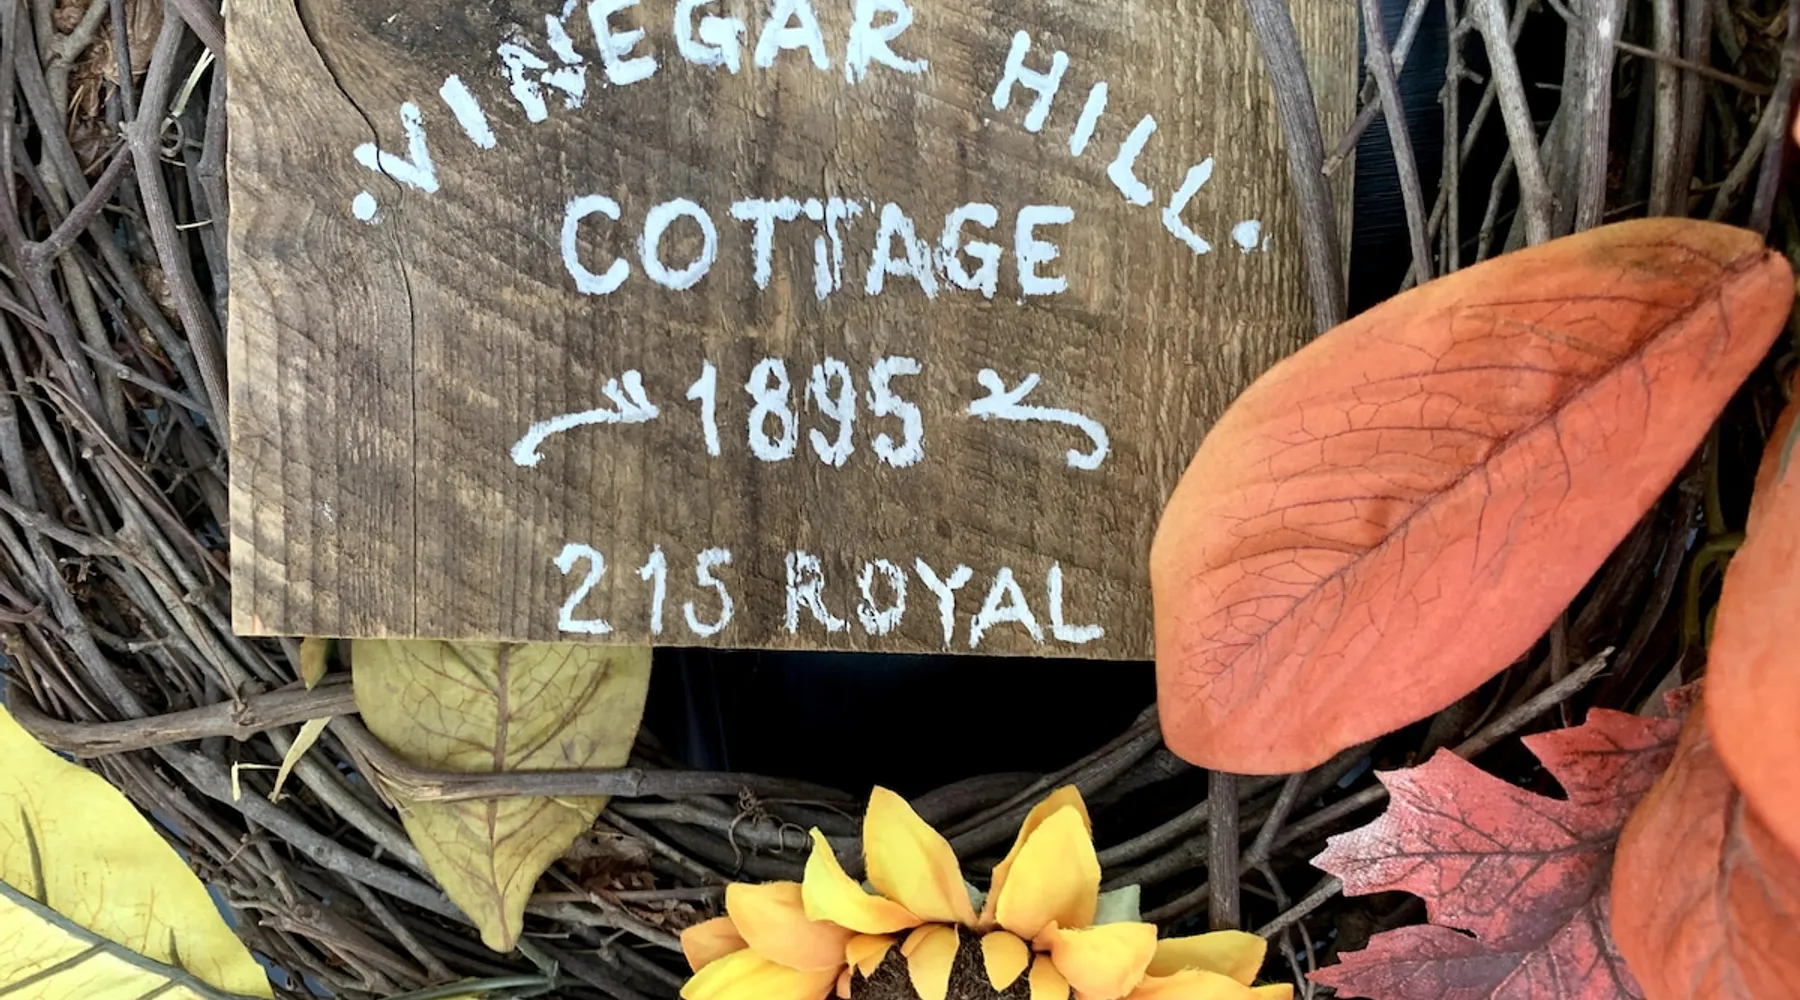 ·VINEGAR HILL·
COTTAGE
1895
215 ROYAL